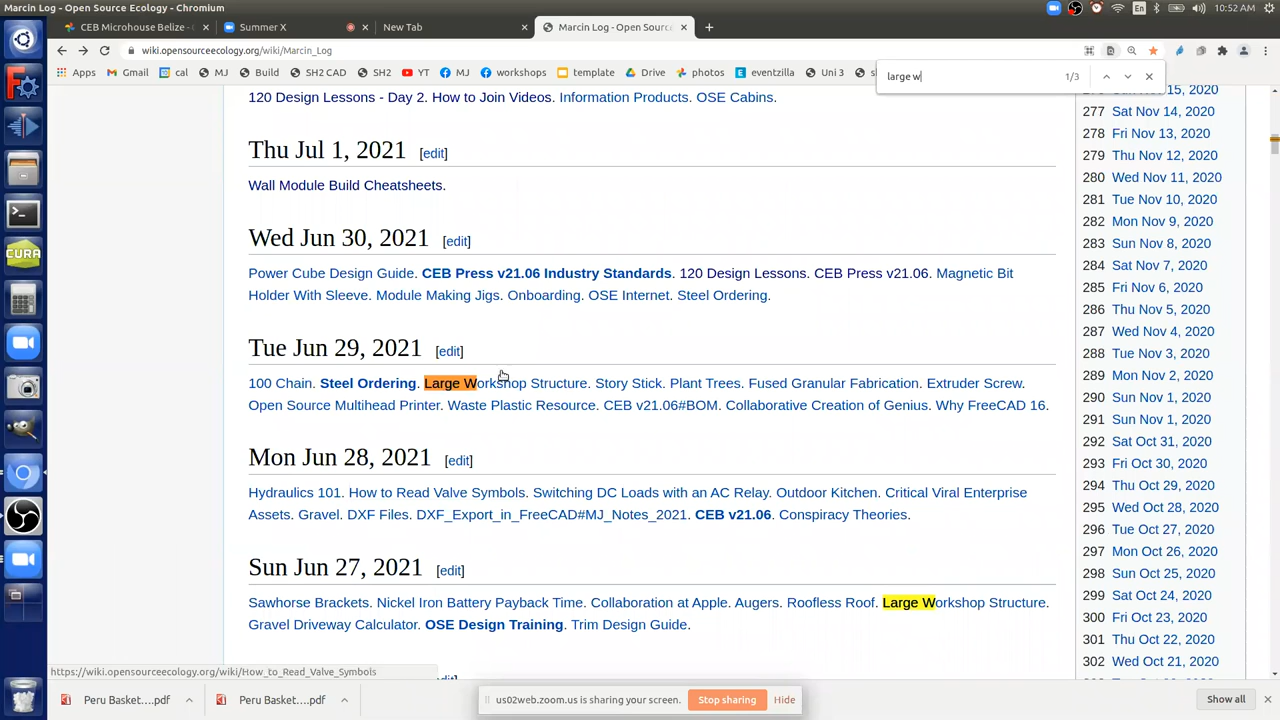 Marcin Log - Open Source Ecology - Chromium
En
10:52 AM
CEB Microhouse Belize - C
Summer X
New Tab
Marcin Log - Open Sourc
wiki.opensourceecology.org/wiki/Marcin_Log
Apps
Gmail
cal
MJ
Build
SH2 CAD
SH2
YT
MJ
workshops
template
Drive
photos
eventzilla
Uni 3
large w
1/3
120 Design Lessons - Day 2. How to Join Videos. Information Products. OSE Cabins.
Thu Jul 1, 2021 [edit]
Wall Module Build Cheatsheets.
Wed Jun 30, 2021 [edit]
Power Cube Design Guide. CEB Press v21.06 Industry Standards. 120 Design Lessons. CEB Press v21.06. Magnetic Bit
Holder With Sleeve. Module Making Jigs. Onboarding. OSE Internet. Steel Ordering.
Tue Jun 29, 2021 [edit]
100 Chain. Steel Ordering. Large Workshop Structure. Story Stick. Plant Trees. Fused Granular Fabrication. Extruder Screw.
Open Source Multihead Printer. Waste Plastic Resource. CEB v21.06#BOM. Collaborative Creation of Genius. Why FreeCAD 16.
Mon Jun 28, 2021 [edit]
Hydraulics 101. How to Read Valve Symbols. Switching DC Loads with an AC Relay. Outdoor Kitchen. Critical Viral Enterprise
Assets. Gravel. DXF Files. DXF_Export_in_FreeCAD#MJ_Notes_2021. CEB v21.06. Conspiracy Theories.
Sun Jun 27, 2021 [edit]
Sawhorse Brackets. Nickel Iron Battery Payback Time. Collaboration at Apple. Augers. Roofless Roof. Large Workshop Structure.
Gravel Driveway Calculator. OSE Design Training. Trim Design Guide.
276 Sun Nov 15, 2020
277 Sat Nov 14, 2020
278 Fri Nov 13, 2020
279 Thu Nov 12, 2020
280 Wed Nov 11, 2020
281 Tue Nov 10, 2020
282 Mon Nov 9, 2020
283 Sun Nov 8, 2020
284 Sat Nov 7, 2020
285 Fri Nov 6, 2020
286 Thu Nov 5, 2020
287 Wed Nov 4, 2020
288 Tue Nov 3, 2020
289 Mon Nov 2, 2020
290 Sun Nov 1, 2020
291 Sun Nov 1, 2020
292 Sat Oct 31, 2020
293 Fri Oct 30, 2020
294 Thu Oct 29, 2020
295 Wed Oct 28, 2020
296 Tue Oct 27, 2020
297 Mon Oct 26, 2020
298 Sun Oct 25, 2020
299 Sat Oct 24, 2020
300 Fri Oct 23, 2020
301 Thu Oct 22, 2020
302 Wed Oct 21, 2020
CURA
https://wiki.opensourceecology.org/wiki/How_to_Read_Valve_Symbols
Peru Basket....pdf
Peru Basket....pdf
us02web.zoom.us is sharing your screen.
Stop sharing
Hide
Show all